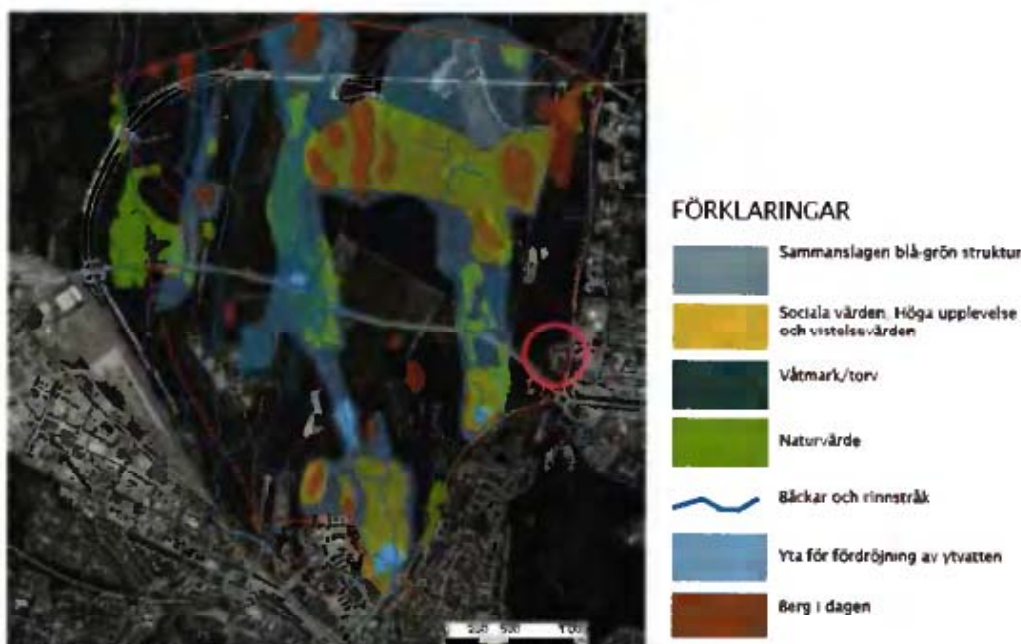 FÖRKLARINGAR
Sammanslagen blå-grön struktur
Sociala värden, Höga upplevelse
och vistelsevärden
Våtmark/torv
Naturvärde
Bäckar och rinnstråk
Yta för fördröjning av ytvatten
Berg i dagen
500